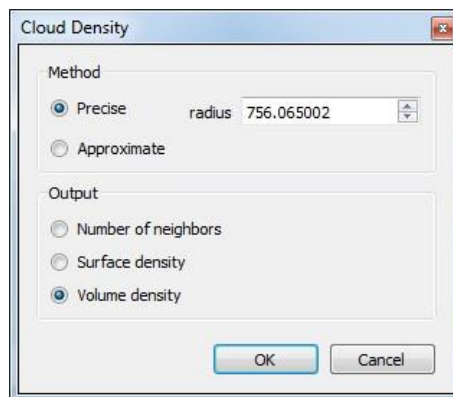 Cloud Density
Method
Precise radius 756.065002
Approximate
Output
Number of neighbors
Surface density
Volume density
OK Cancel